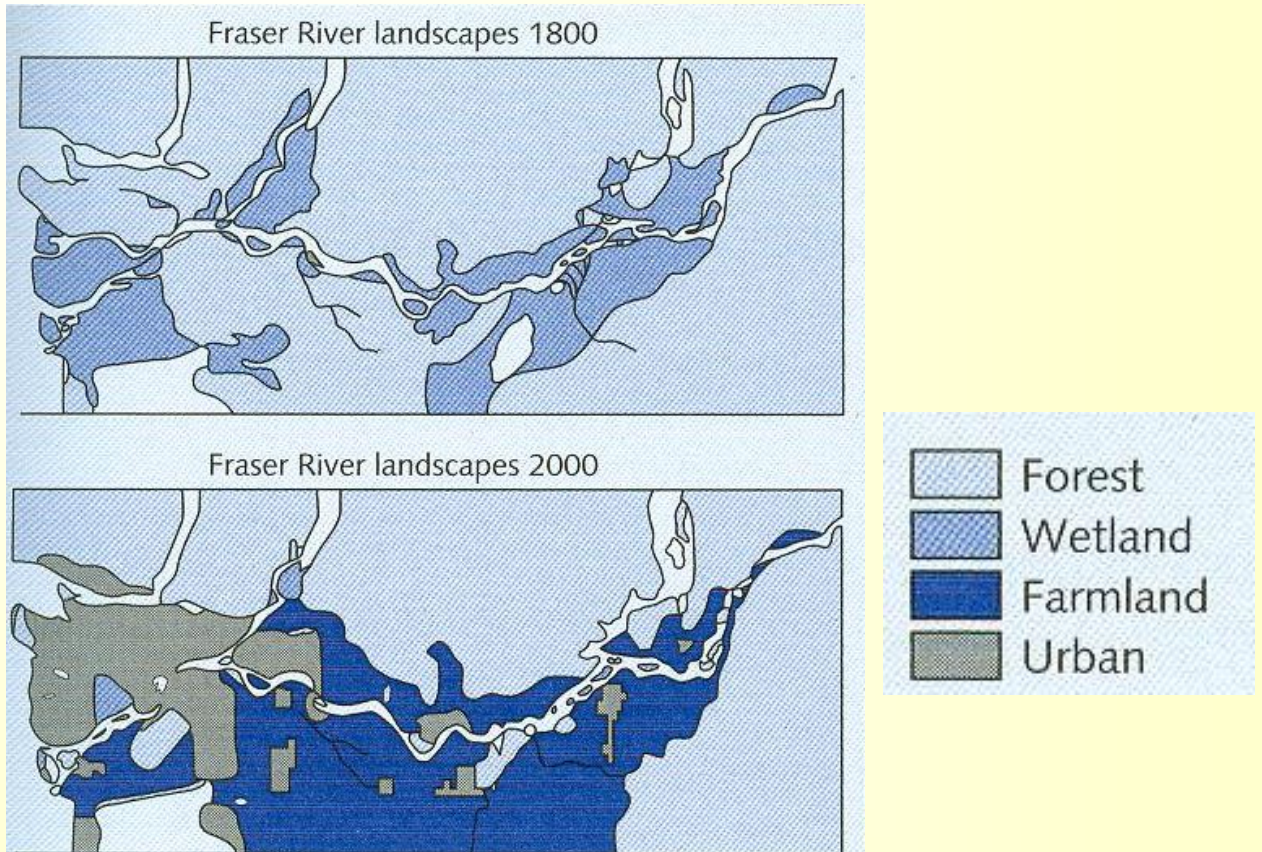 Fraser River landscapes 1800
Fraser River landscapes 2000
Forest
Wetland
Farmland
Urban